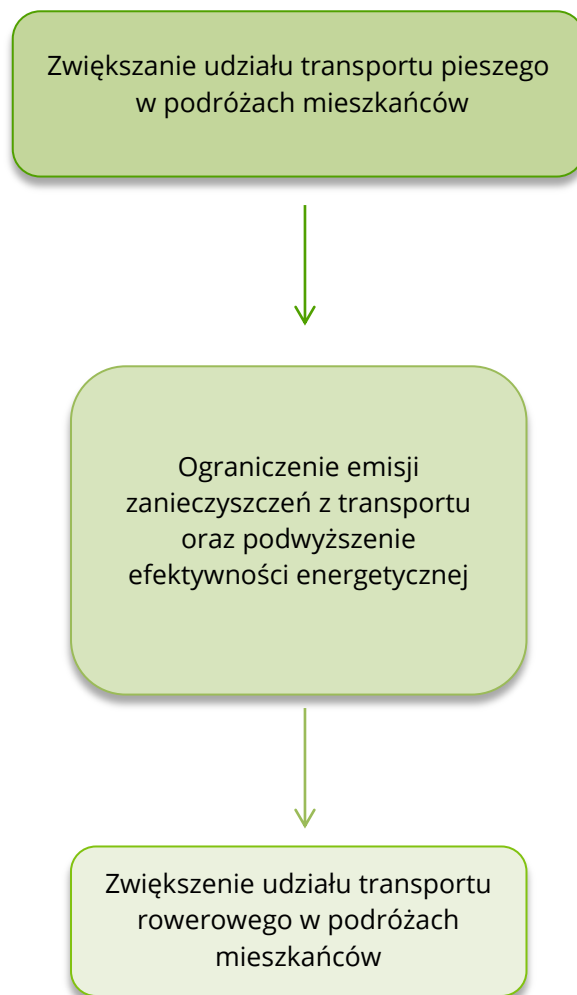 Zwiększanie udziału transportu pieszego
w podróżach mieszkańców
Ograniczenie emisji
zanieczyszczeń z transportu
oraz podwyższenie
efektywności energetycznej
Zwiększenie udziału transportu
rowerowego w podróżach
mieszkańców